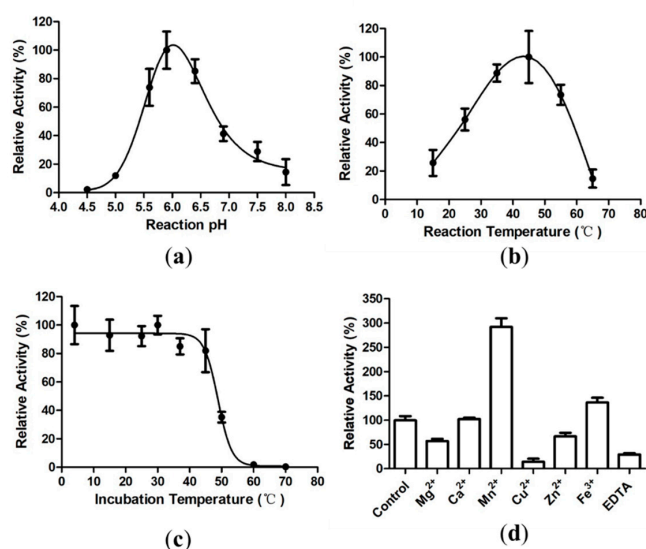 120
100
80
60
40
20
0
Relative Activity (%)
4.0 4.5 5.0 5.5 6.0 6.5 7.0 7.5 8.0 8.5
Reaction pH
(a)
120
100
80
60
40
20
0
Relative Activity (%)
10 20 30 40 50 60 70 80
Reaction Temperature (℃)
(b)
120
100
80
60
40
20
0
Relative Activity (%)
0 10 20 30 40 50 60 70 80
Incubation Temperature (℃)
(c)
350
300
250
200
150
100
50
0
Relative Activity (%)
Control Mg²⁺ Ca²⁺ Mn²⁺ Cu²⁺ Zn²⁺ Fe³⁺ EDTA
(d)